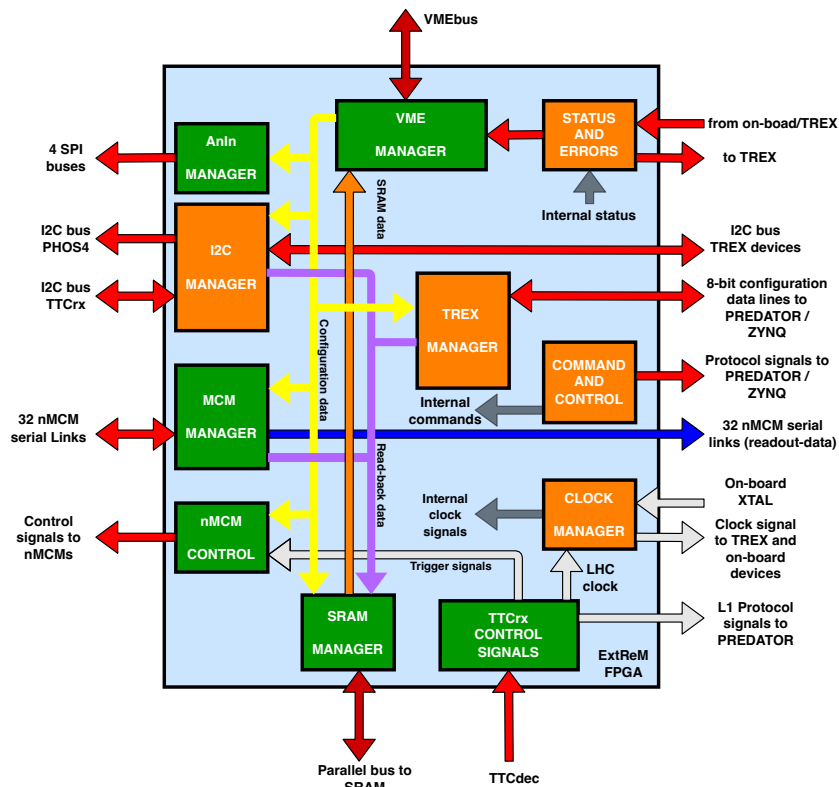 VMEbus
4 SPI
buses
AnIn
MANAGER
VME
MANAGER
STATUS
AND
ERRORS
from on-boad/TREX
to TREX
SRAM data
Internal status
I2C bus
PHOS4
I2C
MANAGER
I2C bus
TREX devices
I2C bus
TTCrx
8-bit configuration
data lines to
PREDATOR /
ZYNQ
TREX
MANAGER
Configuration data
COMMAND
AND
CONTROL
Protocol signals to
PREDATOR /
ZYNQ
Internal
commands
MCM
MANAGER
32 nMCM
serial Links
32 nMCM serial
links (readout-data)
Read-back data
On-board
XTAL
CLOCK
MANAGER
Internal
clock
signals
Clock signal
to TREX and
on-board
devices
Control
signals to
nMCMs
nMCM
CONTROL
Trigger signals
LHC
clock
SRAM
MANAGER
TTCrx
CONTROL
SIGNALS
L1 Protocol
signals to
PREDATOR
ExtReM
FPGA
Parallel bus to
SRAM
TTCdec